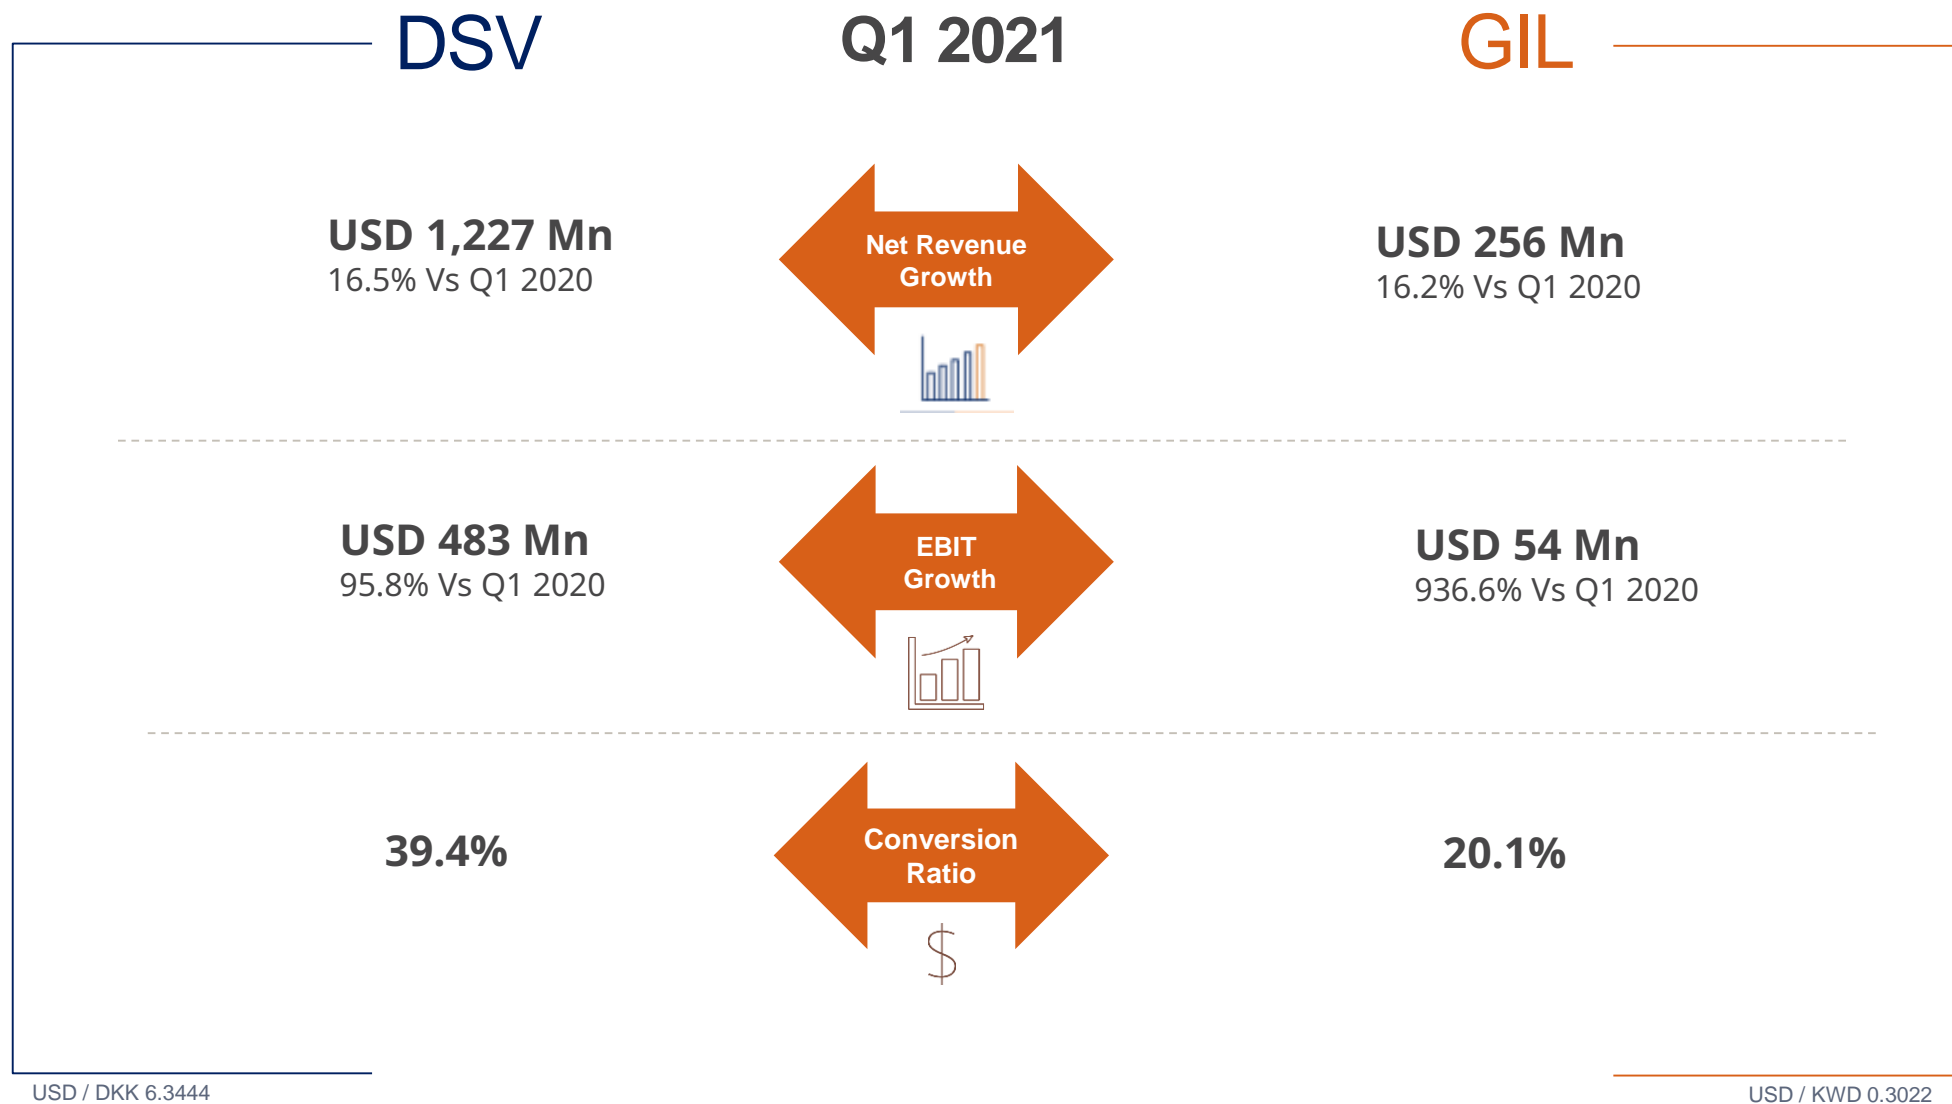 DSV
Q1 2021
GIL
USD 1,227 Mn
16.5% Vs Q1 2020
Net Revenue
Growth
USD 256 Mn
16.2% Vs Q1 2020
USD 483 Mn
95.8% Vs Q1 2020
EBIT
Growth
USD 54 Mn
936.6% Vs Q1 2020
39.4%
Conversion
Ratio
$
20.1%
USD / DKK 6.3444
USD / KWD 0.3022